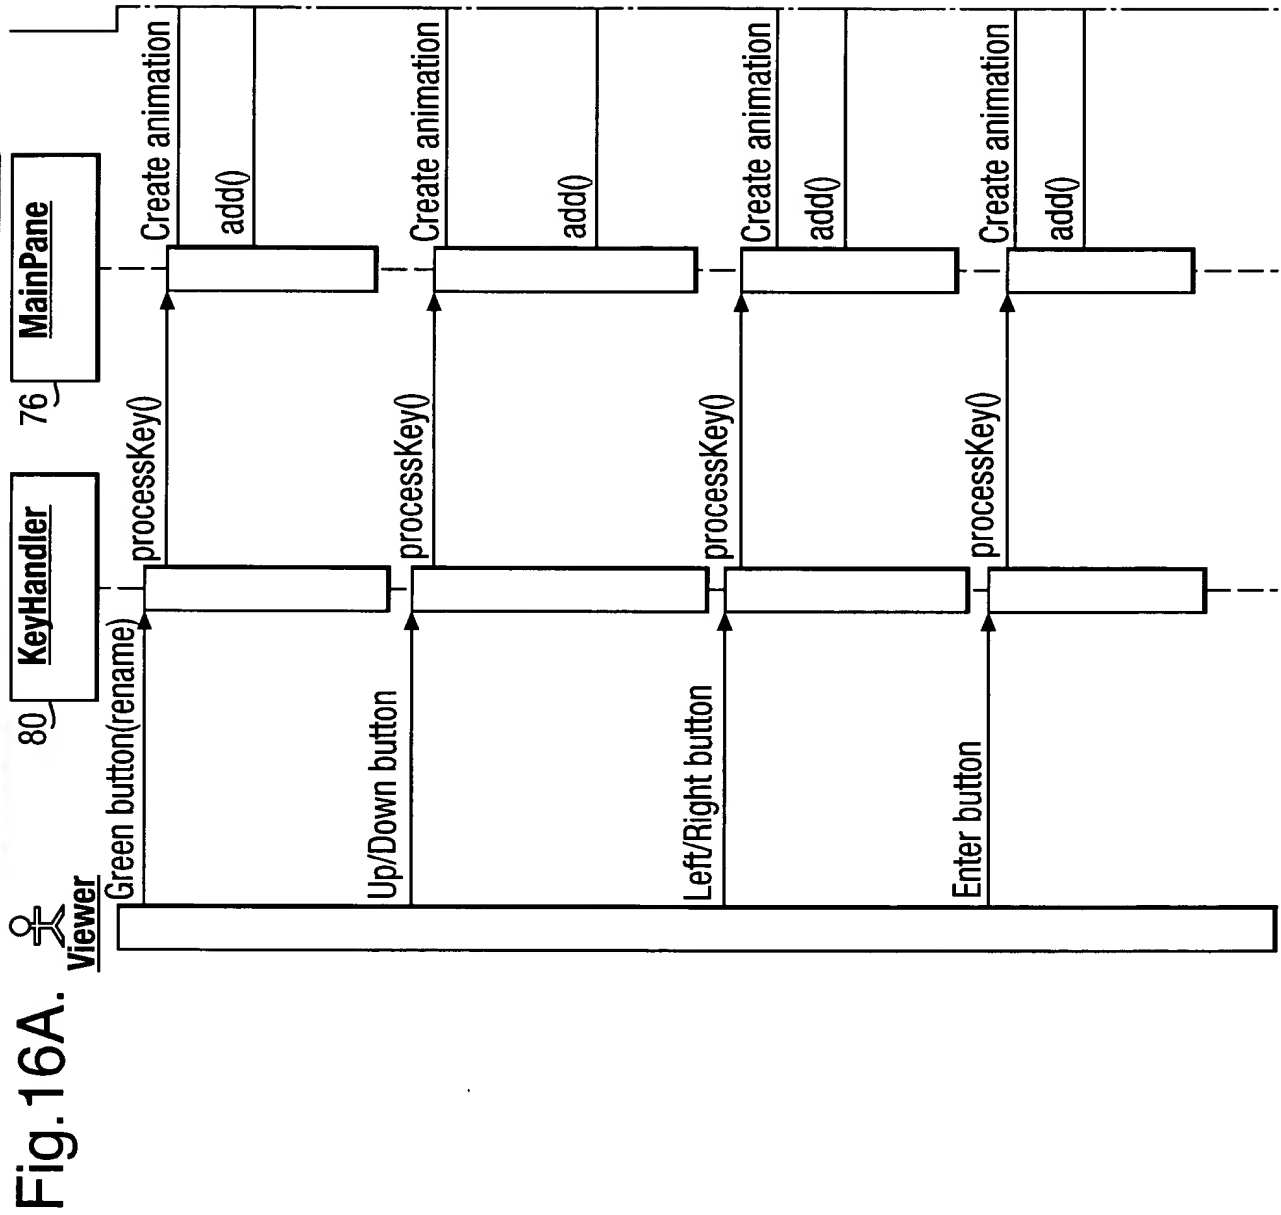 Fig.16A.
Viewer
80
KeyHandler
76
MainPane
Green button(rename)
processKey()
Create animation
add()
Up/Down button
processKey()
Create animation
add()
Left/Right button
processKey()
Create animation
add()
Enter button
processKey()
Create animation
add()